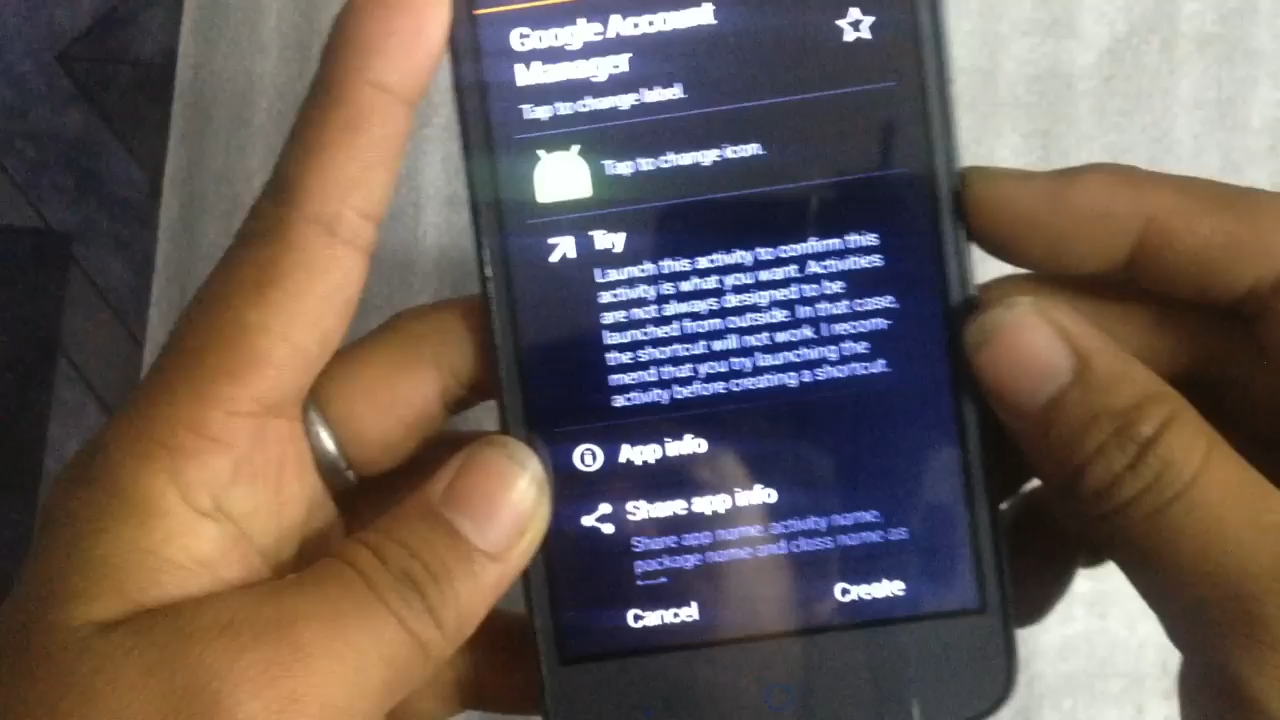 Google Account
Manager
Tap to change label.
Tap to change icon.
Try
Launch this activity to confirm this
activity is what you want. Activities
are not always designed to be
launched from outside. In that case,
the shortcut will not work. I recom-
mend that you try launching the
activity before creating a shortcut.
App info
Share app info
Share app name, activity name,
package name and class name as
Cancel
Create